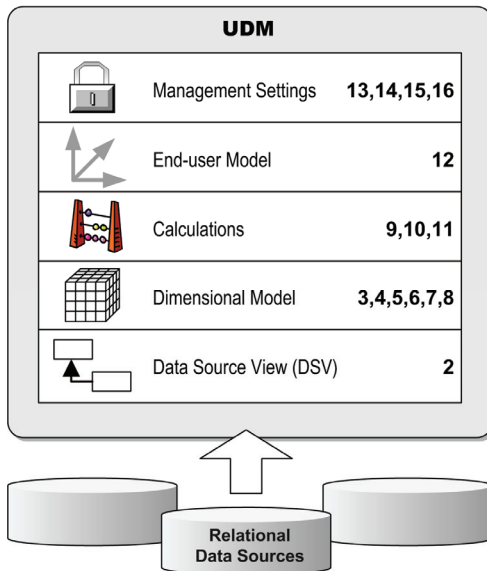 UDM
Management Settings 13,14,15,16
End-user Model 12
Calculations 9,10,11
Dimensional Model 3,4,5,6,7,8
Data Source View (DSV) 2
Relational
Data Sources